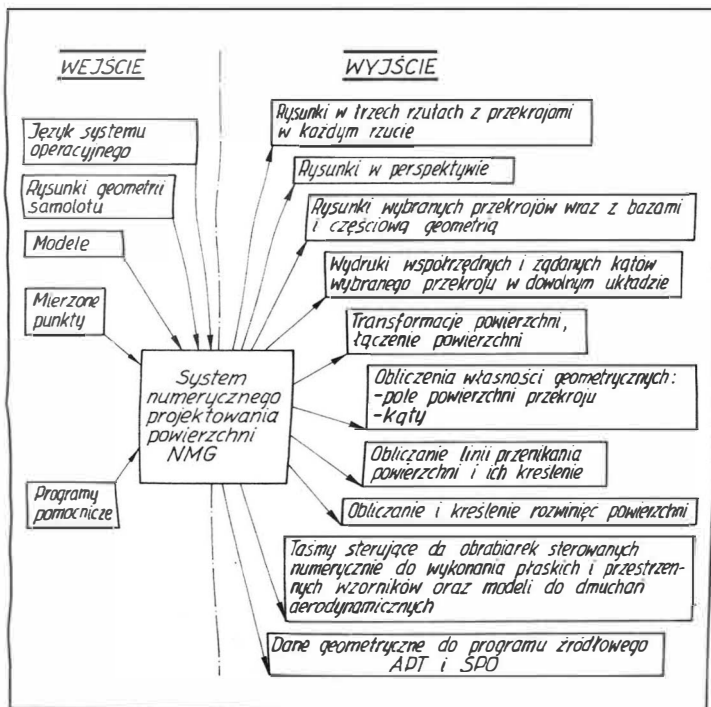 WEJŚCIE
WYJŚCIE
Język systemu
operacyjnego
Rysunki geometrii
samolotu
Modele
Mierzone
punkty
Programy
pomocnicze
System
numerycznego
projektowania
powierzchni
NMG
Rysunki w trzech rzutach z przekrojami
w każdym rzucie
Rysunki w perspektywie
Rysunki wybranych przekrojów wraz z bazami
i częściową geometrią
Wydruki współrzędnych i żądanych kątów
wybranego przekroju w dowolnym układzie
Transformacje powierzchni,
łączenie powierzchni
Obliczenia własności geometrycznych:
-pole powierzchni przekroju
-kąty
Obliczanie linii przenikania
powierzchni i ich kreślenie
Obliczanie i kreślenie rozwinięć powierzchni
Taśmy sterujące da obrabiarek sterowanych
numerycznie do wykonania płaskich i przestrzen-
nych wzorników oraz modeli do dmuchań
aerodynamicznych
Dane geometryczne do programu źródłowego
APT i SPO